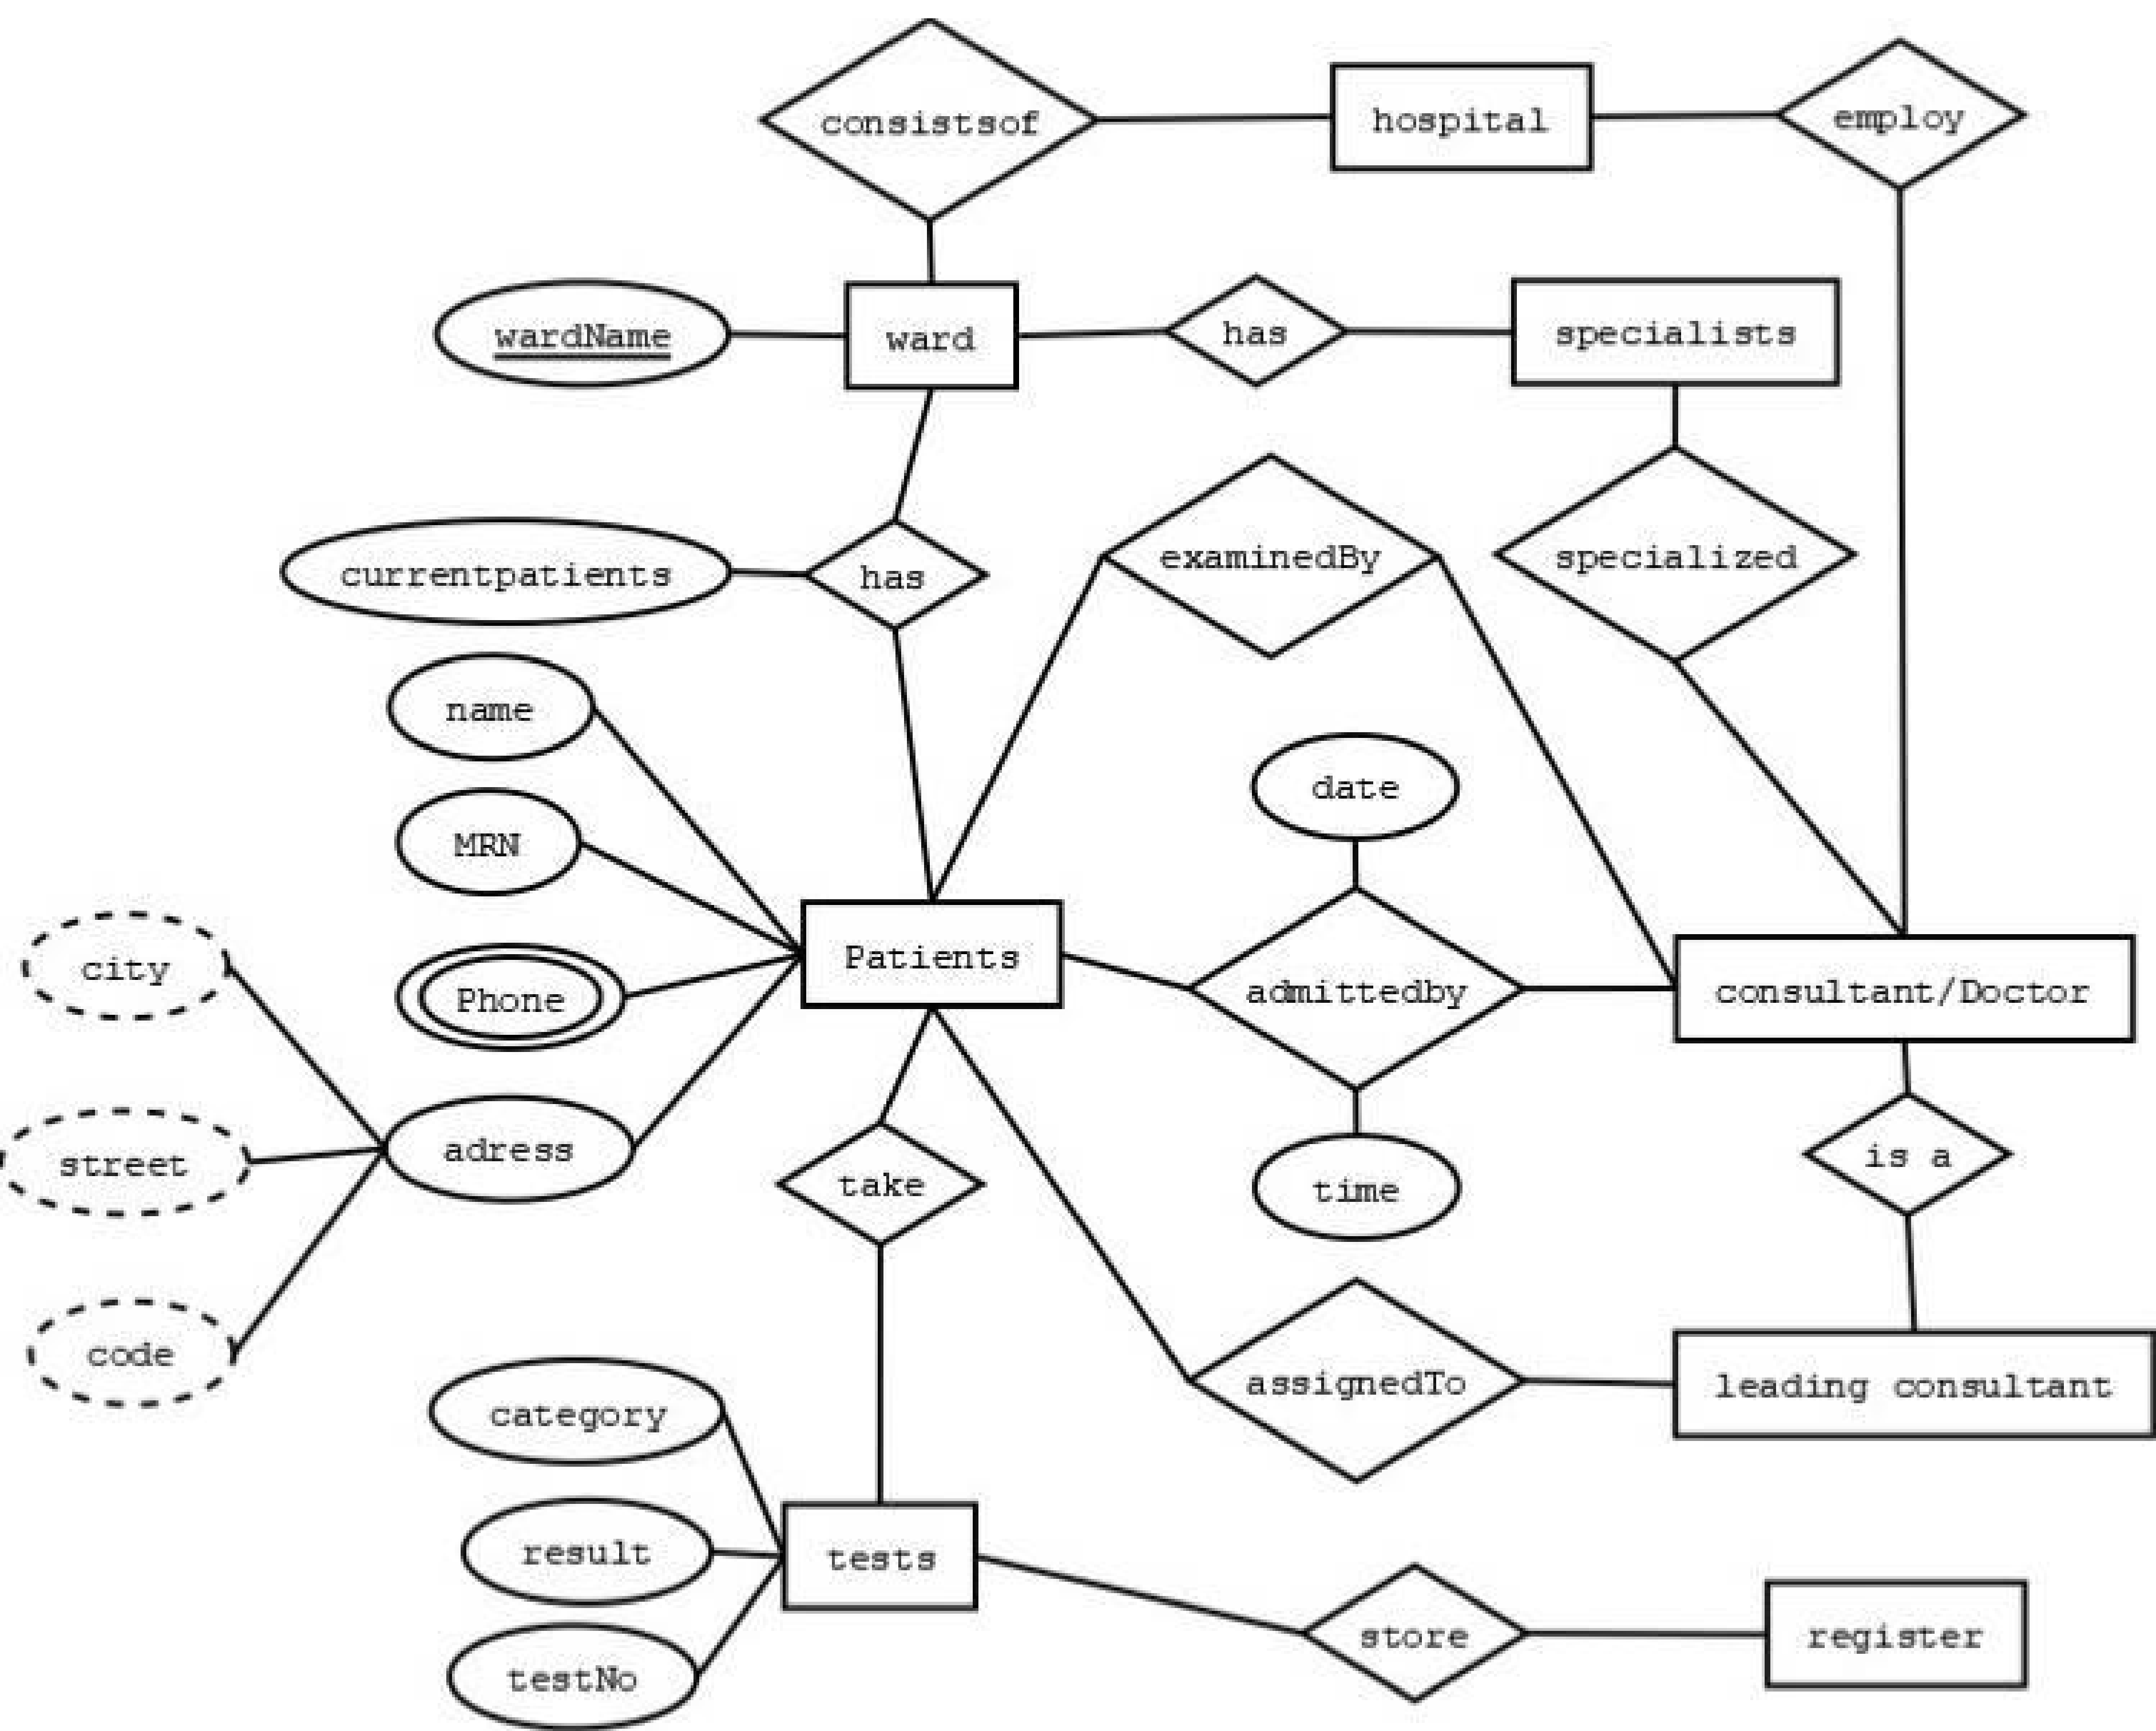 consistsof
hospital
employ
wardName
ward
has
specialists
currentpatients
has
examinedBy
specialized
name
date
MRN
city
Phone
Patients
admittedby
consultant/Doctor
street
adress
take
time
is a
code
category
assignedTo
leading consultant
result
tests
store
register
testNo